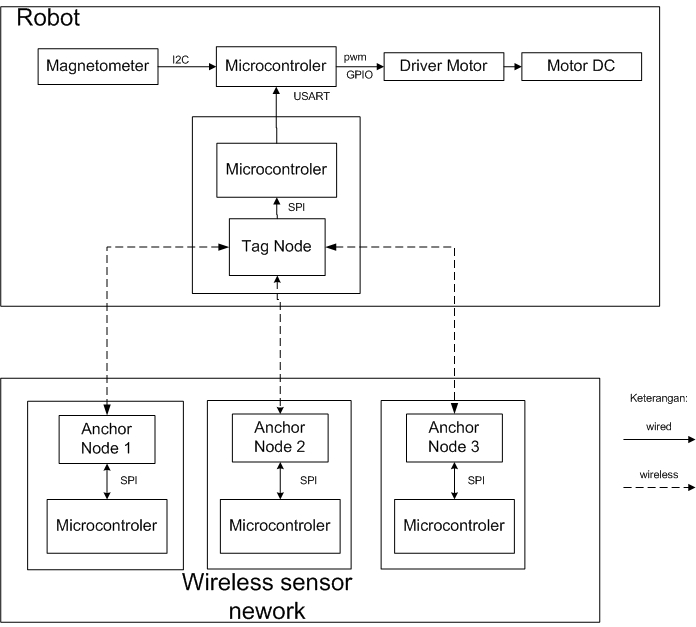 Robot
Magnetometer
I2C
Microcontroler
pwm
GPIO
Driver Motor
Motor DC
USART
Microcontroler
SPI
Tag Node
Anchor
Node 1
SPI
Microcontroler
Anchor
Node 2
SPI
Microcontroler
Anchor
Node 3
SPI
Microcontroler
Wireless sensor
nework
Keterangan:
wired
wireless